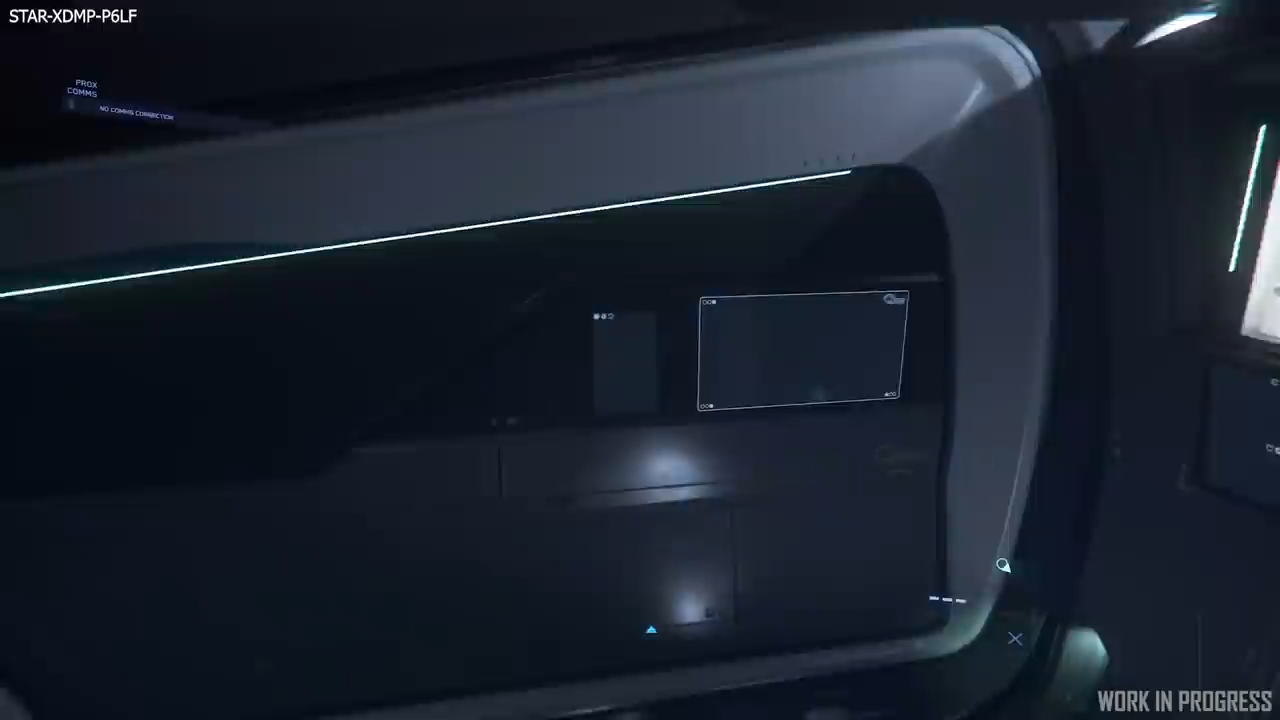 STAR-XDMP-P6LF
PROX
COMMS
NO COMMS CONNECTION
WORK IN PROGRESS